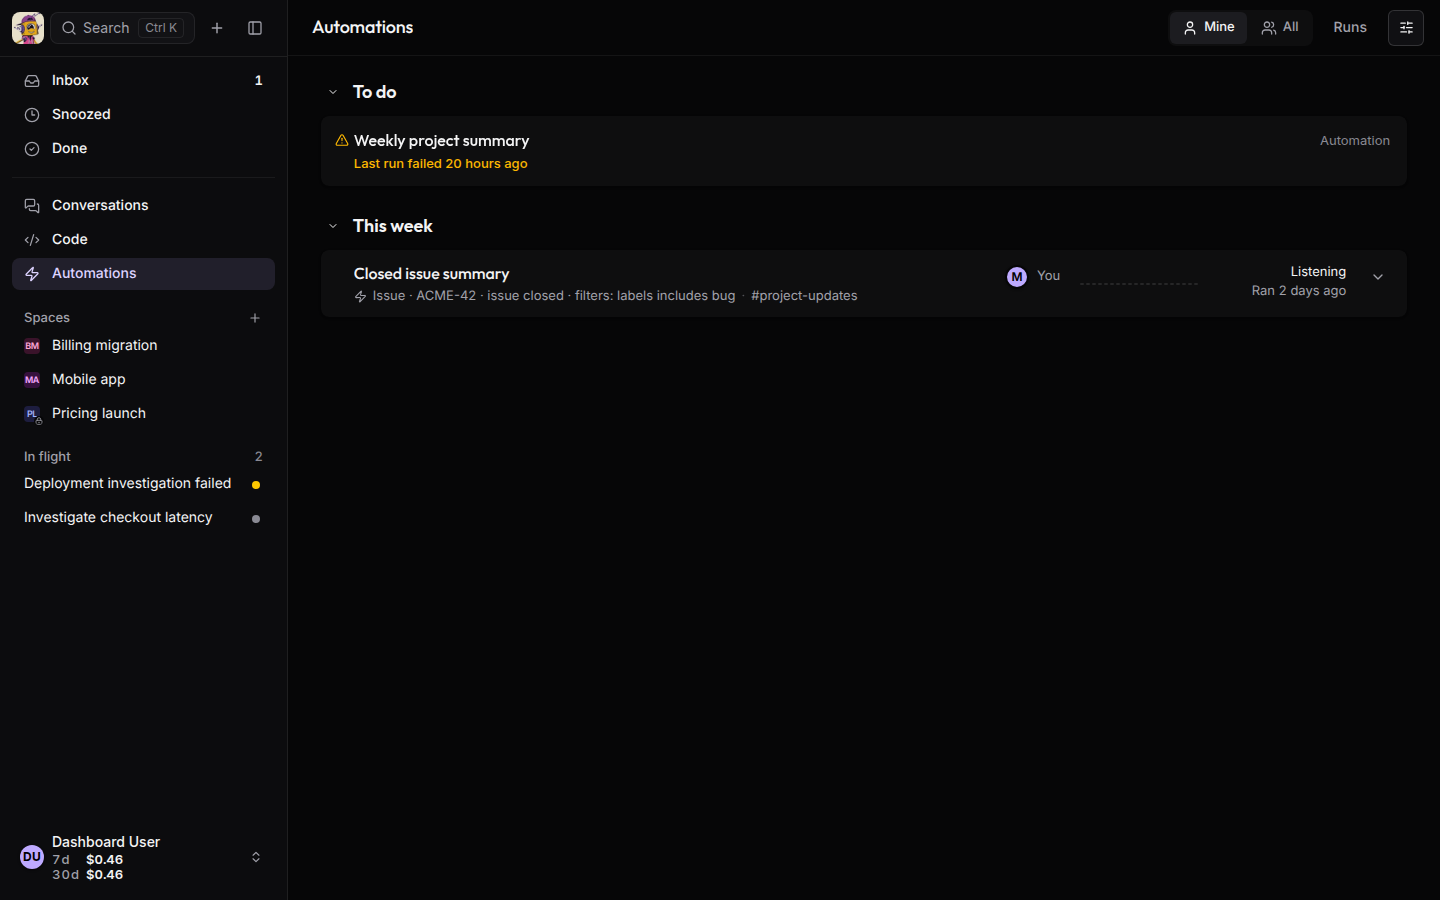 Search Ctrl K
Inbox 1
Snoozed
Done
Conversations
Code
Automations
Spaces
BM Billing migration
MA Mobile app
PL Pricing launch
In flight 2
Deployment investigation failed
Investigate checkout latency
DU Dashboard User
7d $0.46
30d $0.46
Automations
Mine All Runs
To do
Weekly project summary Automation
Last run failed 20 hours ago
This week
Closed issue summary
Issue · ACME-42 · issue closed · filters: labels includes bug · #project-updates
M You
Listening
Ran 2 days ago